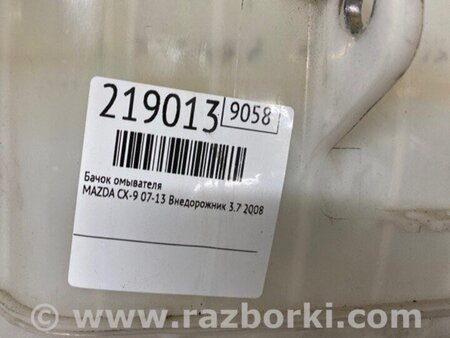 219013 9058
Бачок омывателя
MAZDA CX-9 07-13 Внедорожник 3.7 2008
www.razborki.com